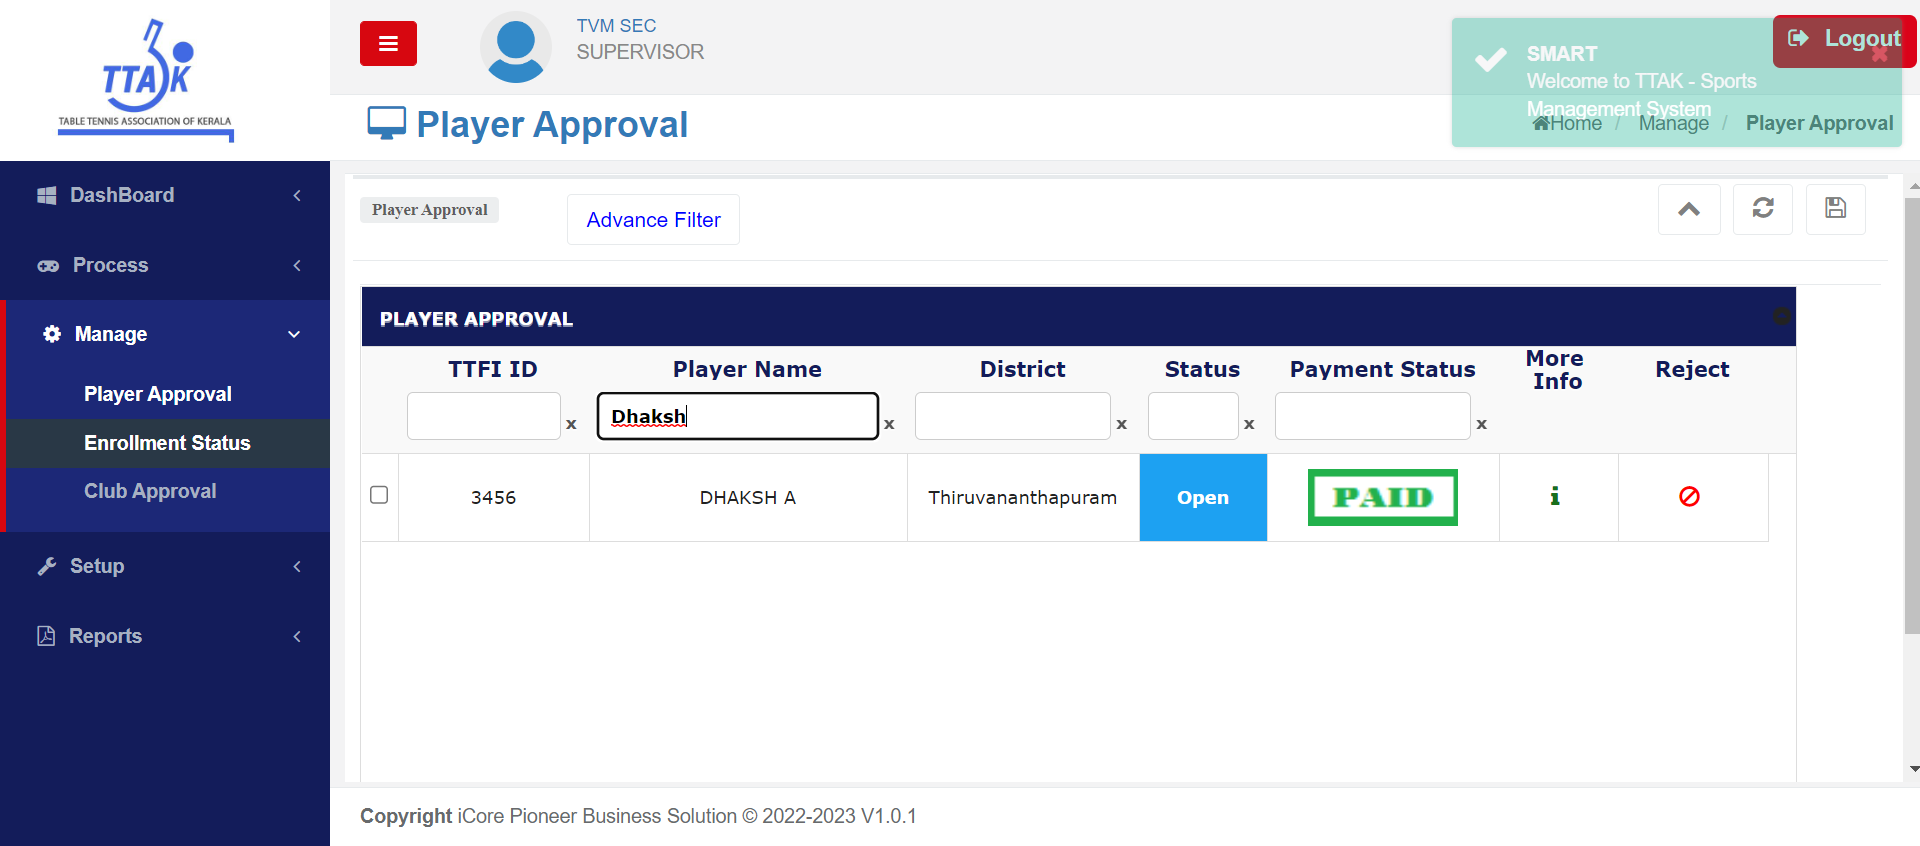 TTAK
TABLE TENNIS ASSOCIATION OF KERALA
TVM SEC
SUPERVISOR
SMART
Welcome to TTAK - Sports
Management System
Logout
Player Approval
Home / Manage / Player Approval
DashBoard
Process
Manage
Player Approval
Enrollment Status
Club Approval
Setup
Reports
Player Approval
Advance Filter
PLAYER APPROVAL
TTFI ID Player Name District Status Payment Status More Info Reject
x Dhaksh x x x x
3456 DHAKSH A Thiruvananthapuram Open PAID
Copyright iCore Pioneer Business Solution © 2022-2023 V1.0.1